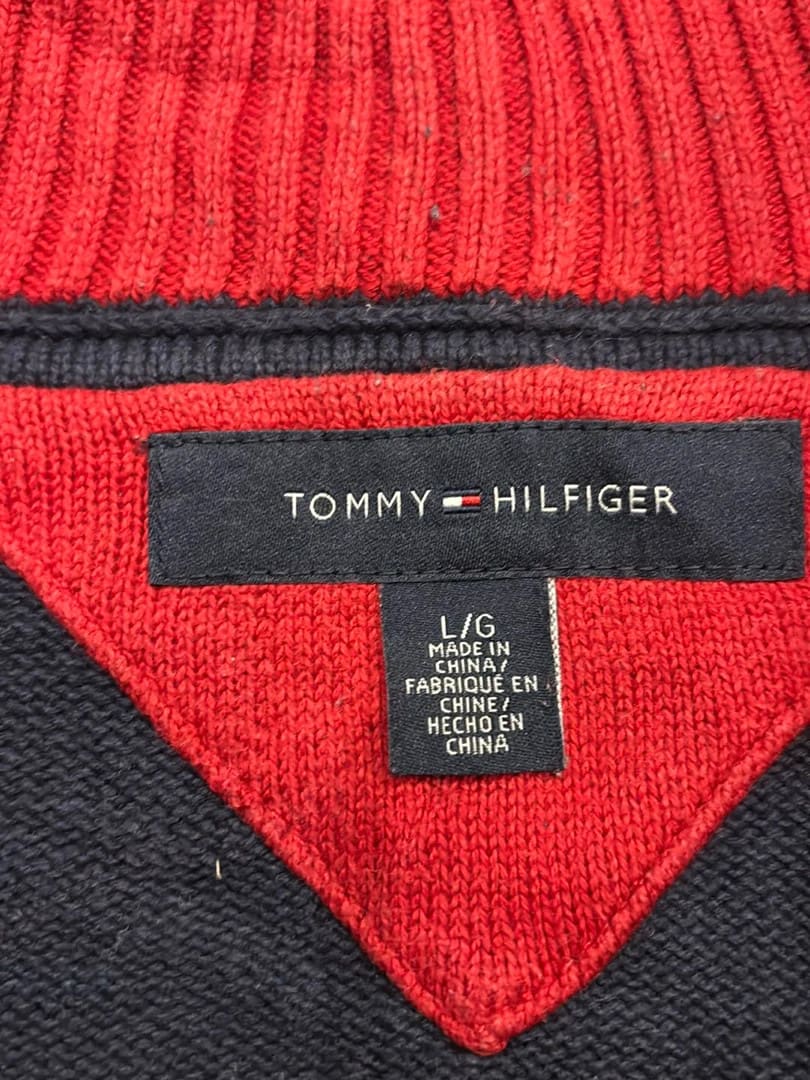 TOMMY HILFIGER
L/G
MADE IN
CHINA/
FABRIQUÉ EN
CHINE/
HECHO EN
CHINA